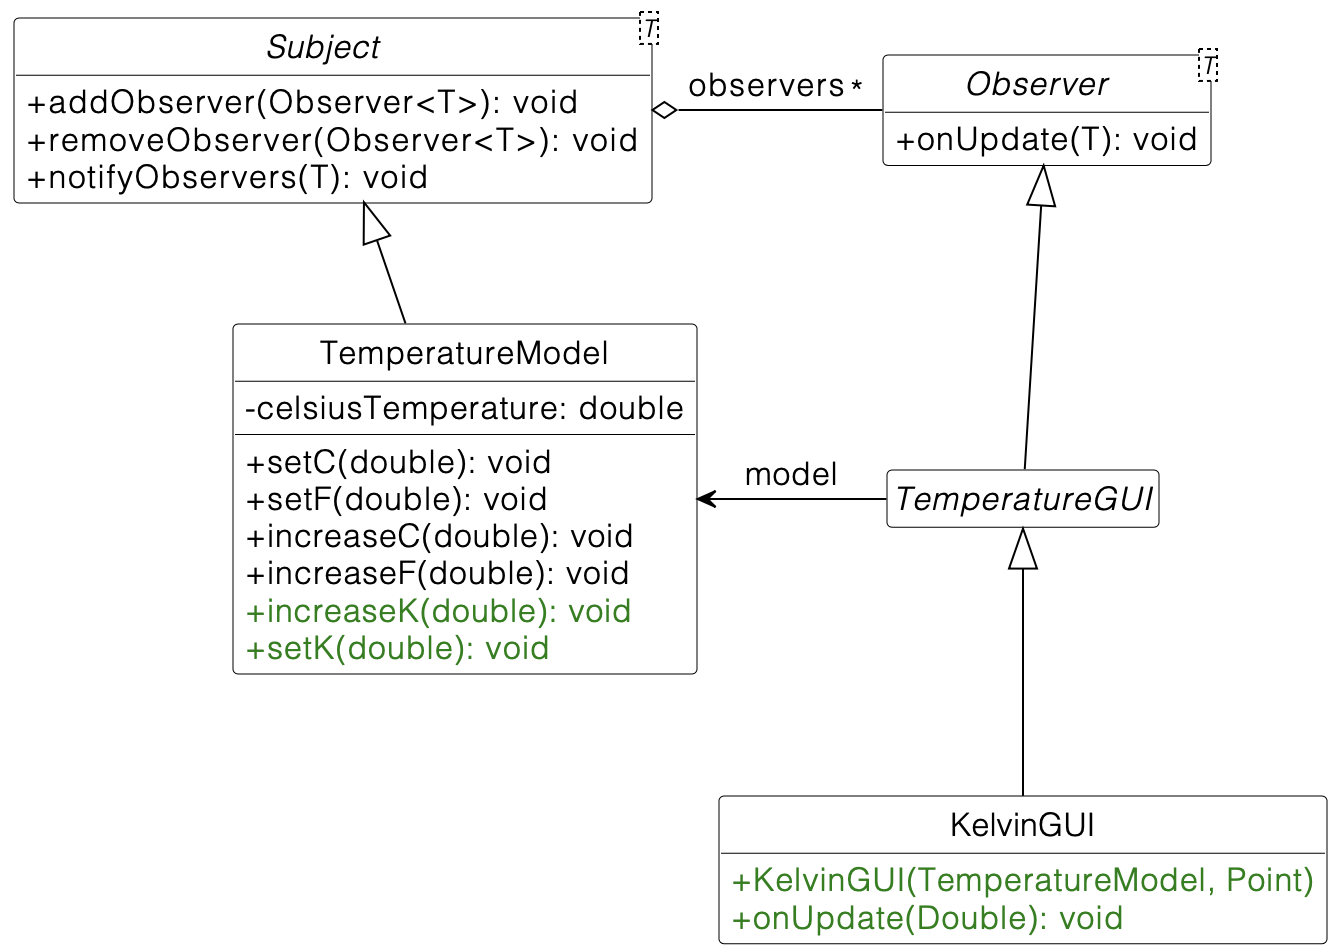 Subject
T
+addObserver(Observer<T>): void
+removeObserver(Observer<T>): void
+notifyObservers(T): void
observers *
Observer
T
+onUpdate(T): void
TemperatureModel
-celsiusTemperature: double
+setC(double): void
+setF(double): void
+increaseC(double): void
+increaseF(double): void
+increaseK(double): void
+setK(double): void
model
TemperatureGUI
KelvinGUI
+KelvinGUI(TemperatureModel, Point)
+onUpdate(Double): void